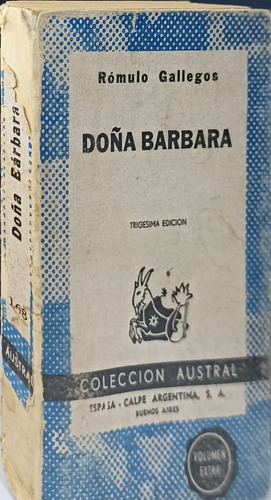 Rómulo Gallegos
DOÑA BARBARA
TRIGESIMA EDICION
COLECCION AUSTRAL
ESPASA - CALPE ARGENTINA, S. A.
BUENOS AIRES
VOLUMEN
EXTRA
Doña Bárbara
168
AUSTRAL